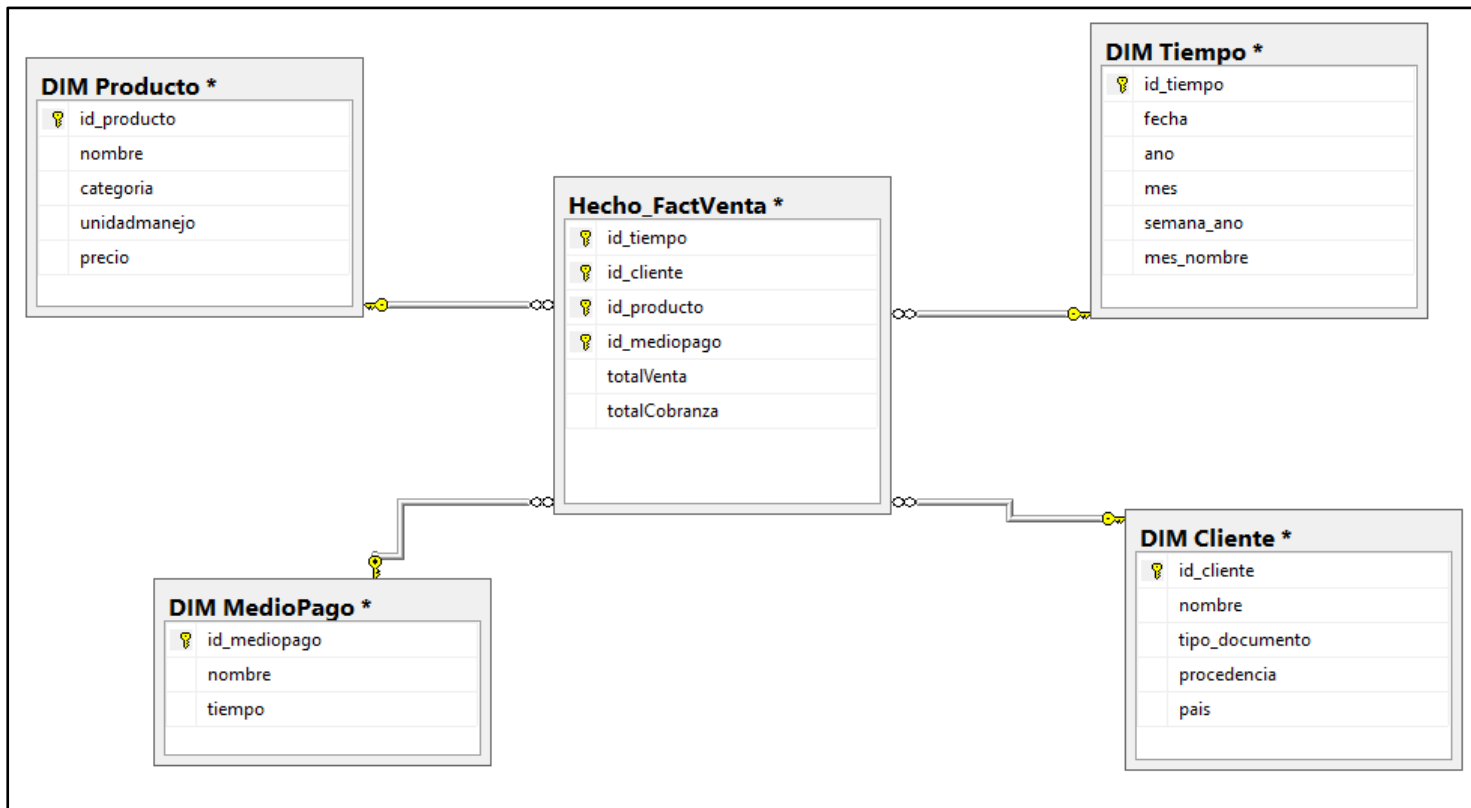 DIM Producto *
id_producto
nombre
categoria
unidadmanejo
precio
DIM Tiempo *
id_tiempo
fecha
ano
mes
semana_ano
mes_nombre
Hecho_FactVenta *
id_tiempo
id_cliente
id_producto
id_mediopago
totalVenta
totalCobranza
DIM MedioPago *
id_mediopago
nombre
tiempo
DIM Cliente *
id_cliente
nombre
tipo_documento
procedencia
pais